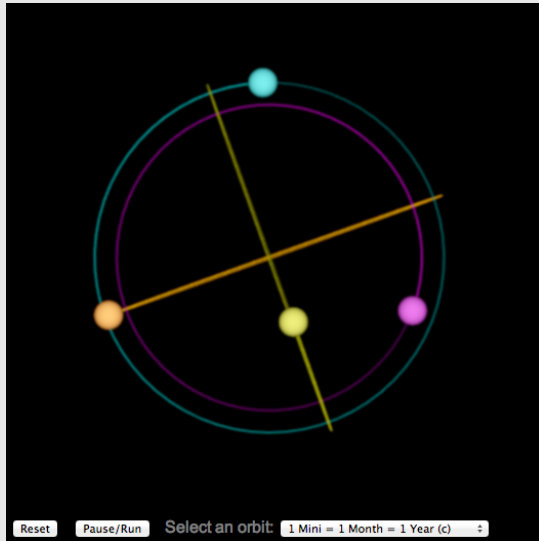 Reset Pause/Run Select an orbit: 1 Mini = 1 Month = 1 Year (c)